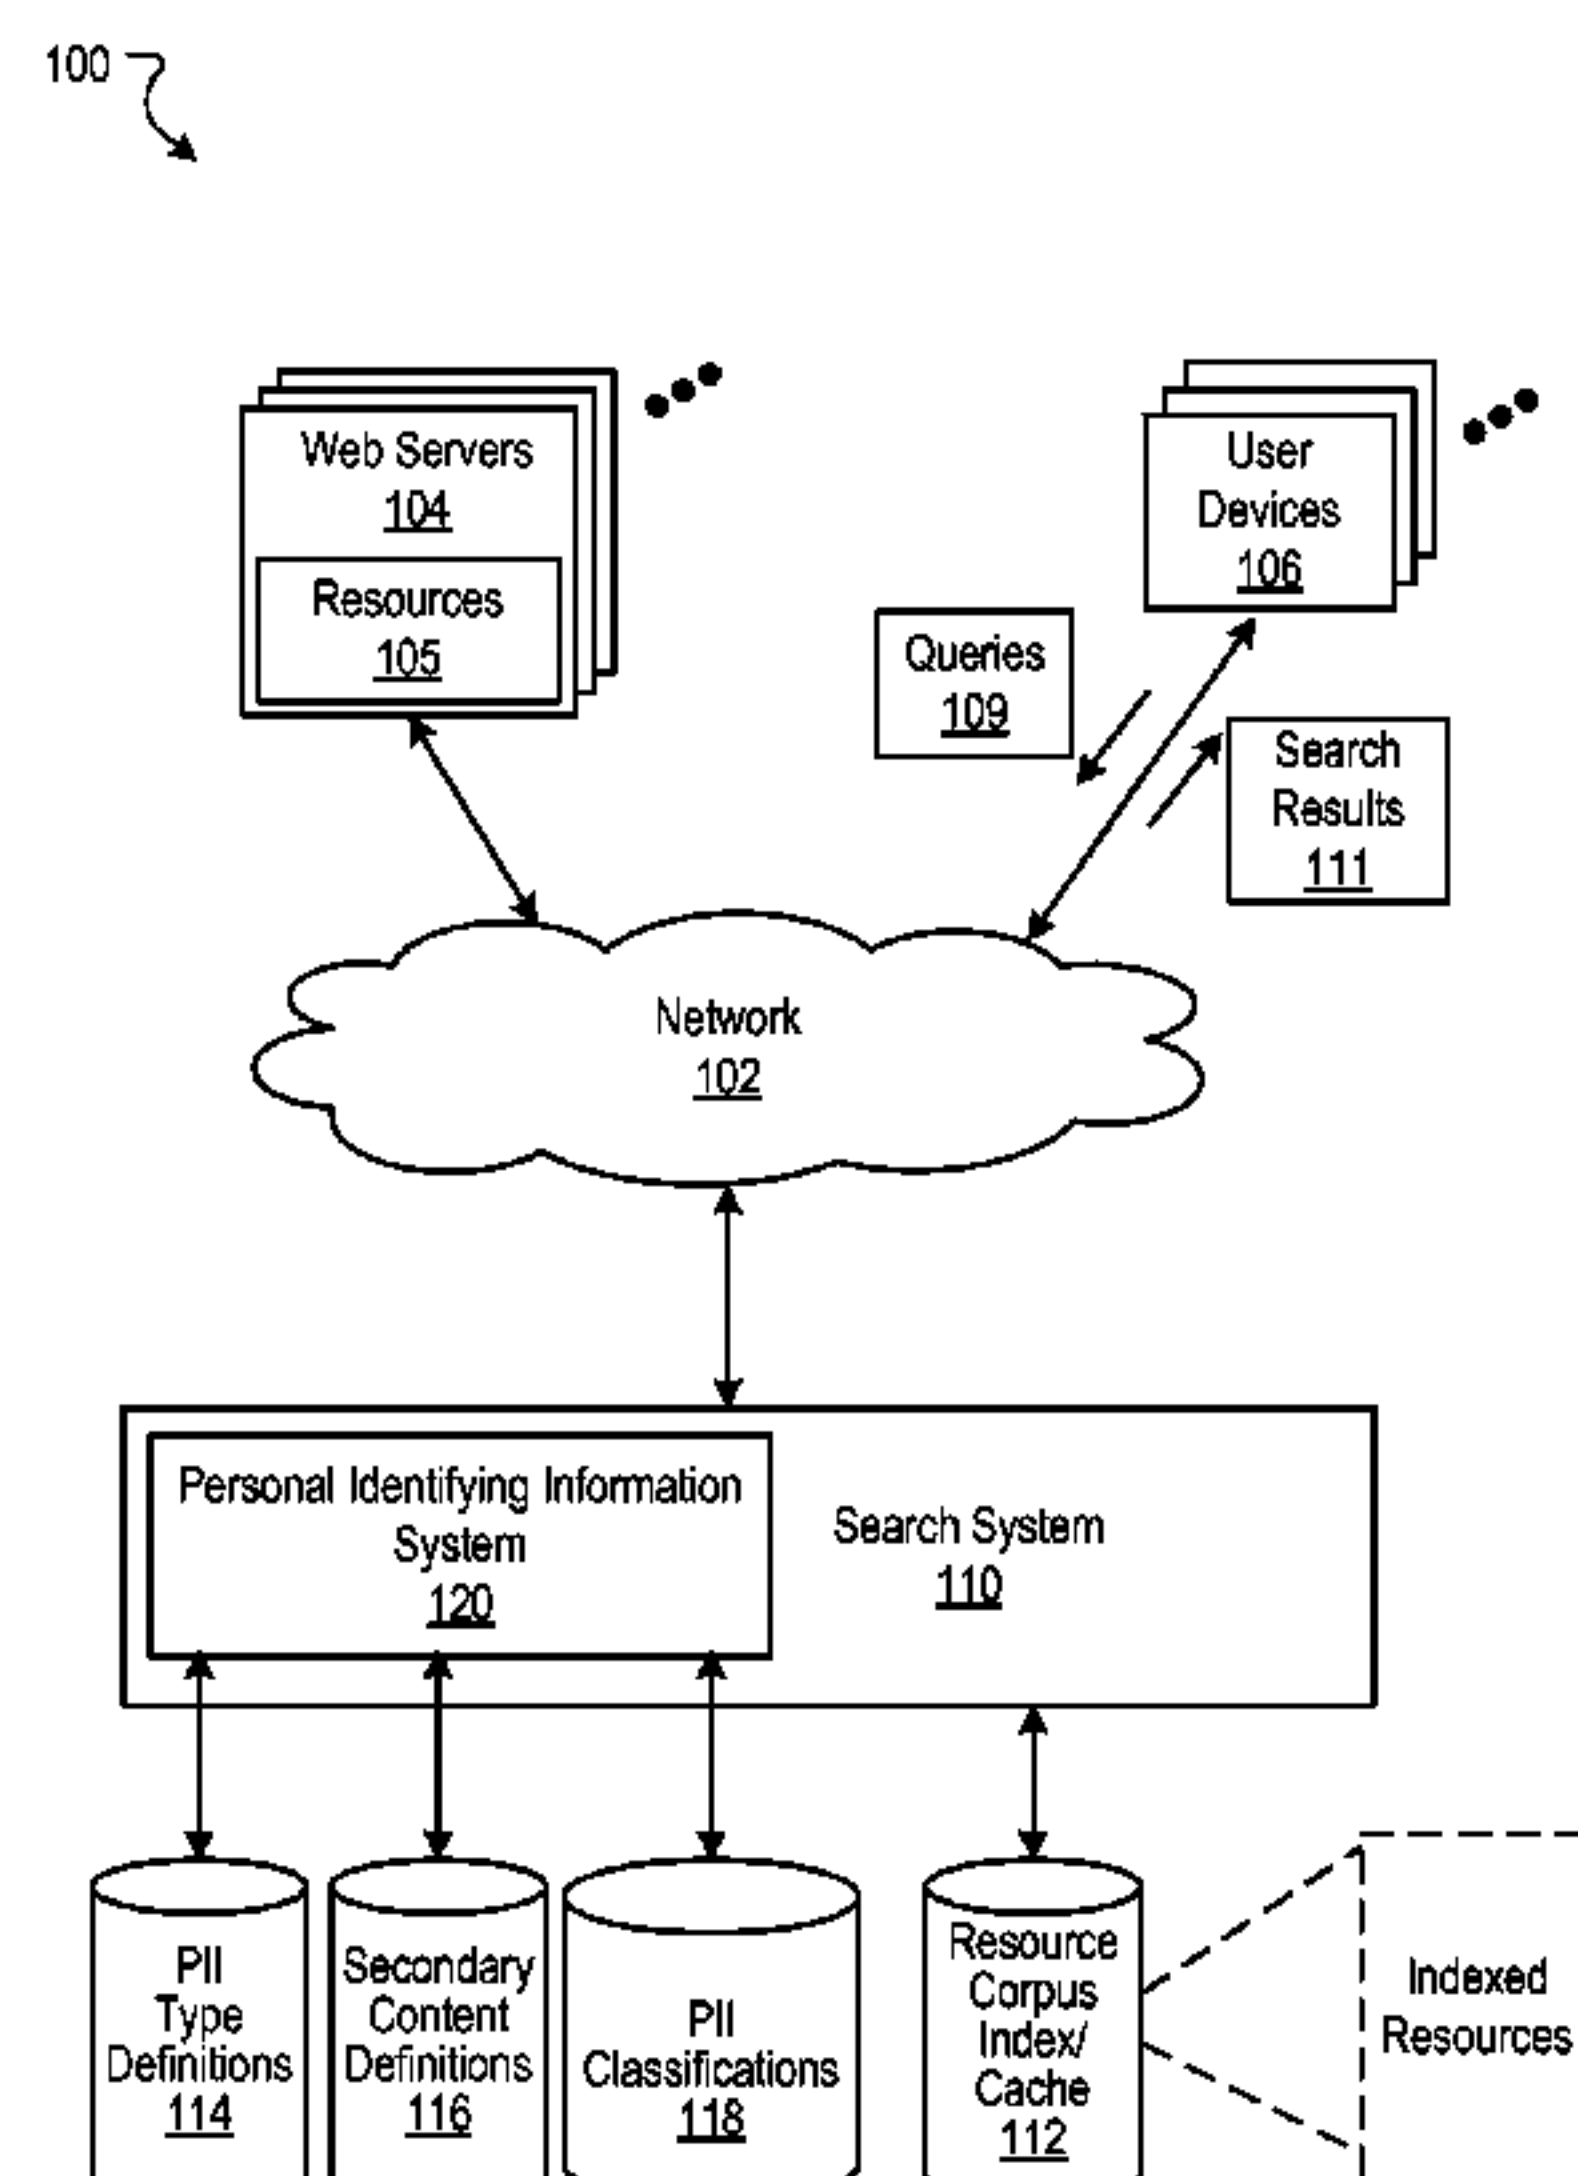 100
Web Servers
104
Resources
105
User
Devices
106
Queries
109
Search
Results
111
Network
102
Personal Identifying Information
System
120
Search System
110
PII
Type
Definitions
114
Secondary
Content
Definitions
116
PII
Classifications
118
Resource
Corpus
Index/
Cache
112
Indexed
Resources